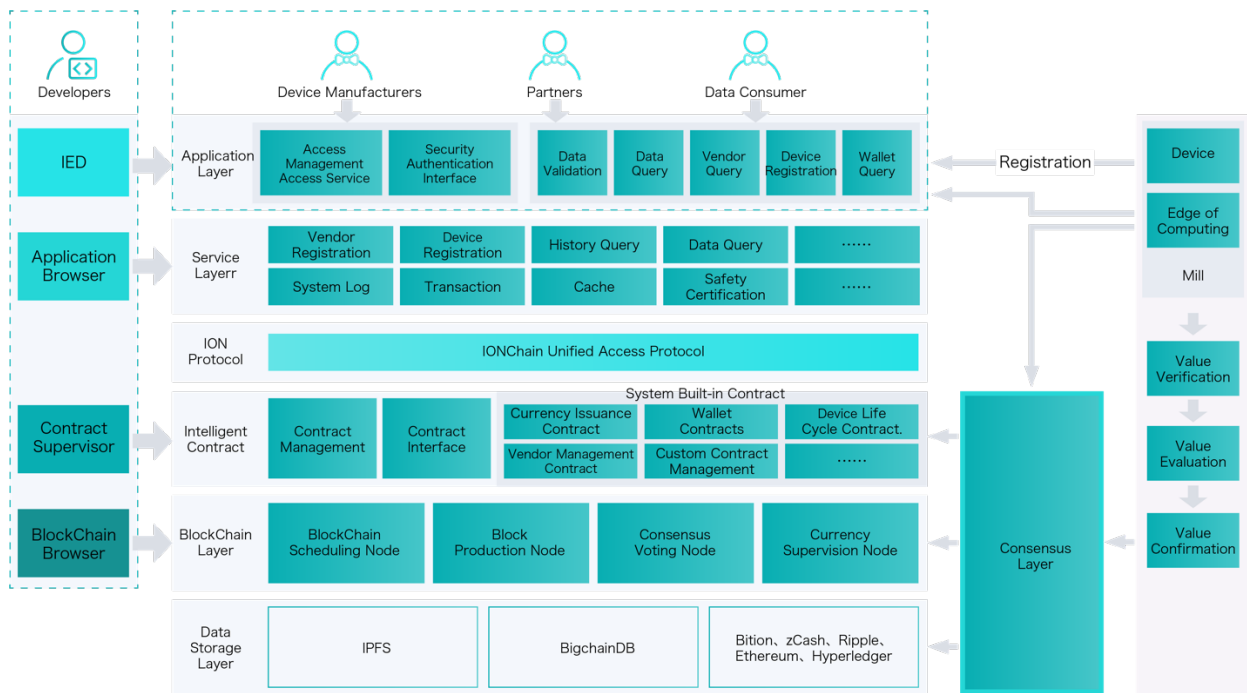 Developers
Device Manufacturers
Partners
Data Consumer
IED
Application
Layer
Access
Management
Access Service
Security
Authentication
Interface
Data
Validation
Data
Query
Vendor
Query
Device
Registration
Wallet
Query
Registration
Device
Edge of
Computing
Mill
Application
Browser
Service
Layerr
Vendor
Registration
Device
Registration
History Query
Data Query
……
System Log
Transaction
Cache
Safety
Certification
……
ION
Protocol
IONChain Unified Access Protocol
Value
Verification
Contract
Supervisor
Intelligent
Contract
Contract
Management
Contract
Interface
System Built-in Contract
Currency Issuance
Contract
Wallet
Contracts
Device Life
Cycle Contract.
Vendor Management
Contract
Custom Contract
Management
……
Value
Evaluation
BlockChain
Browser
BlockChain
Layer
BlockChain
Scheduling Node
Block
Production Node
Consensus
Voting Node
Currency
Supervision Node
Consensus
Layer
Value
Confirmation
Data
Storage
Layer
IPFS
BigchainDB
Bition、zCash、Ripple、
Ethereum、Hyperledger